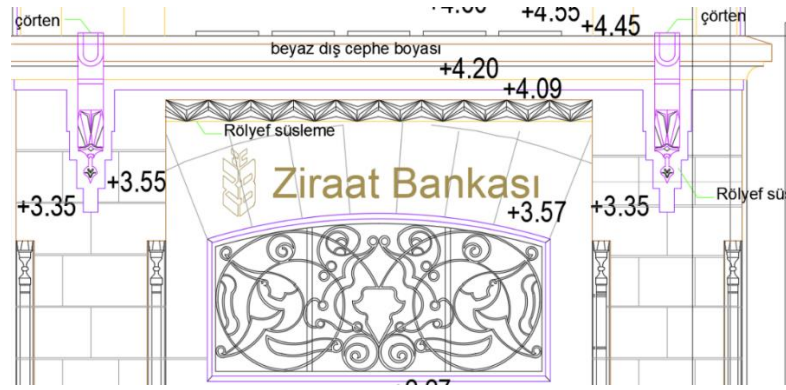 çörten
+4.55
çörten
+4.45
beyaz dış cephe boyası
+4.20
+4.09
Rölyef süsleme
+3.55
Ziraat Bankası
+3.35
+3.57
+3.35
Rölyef